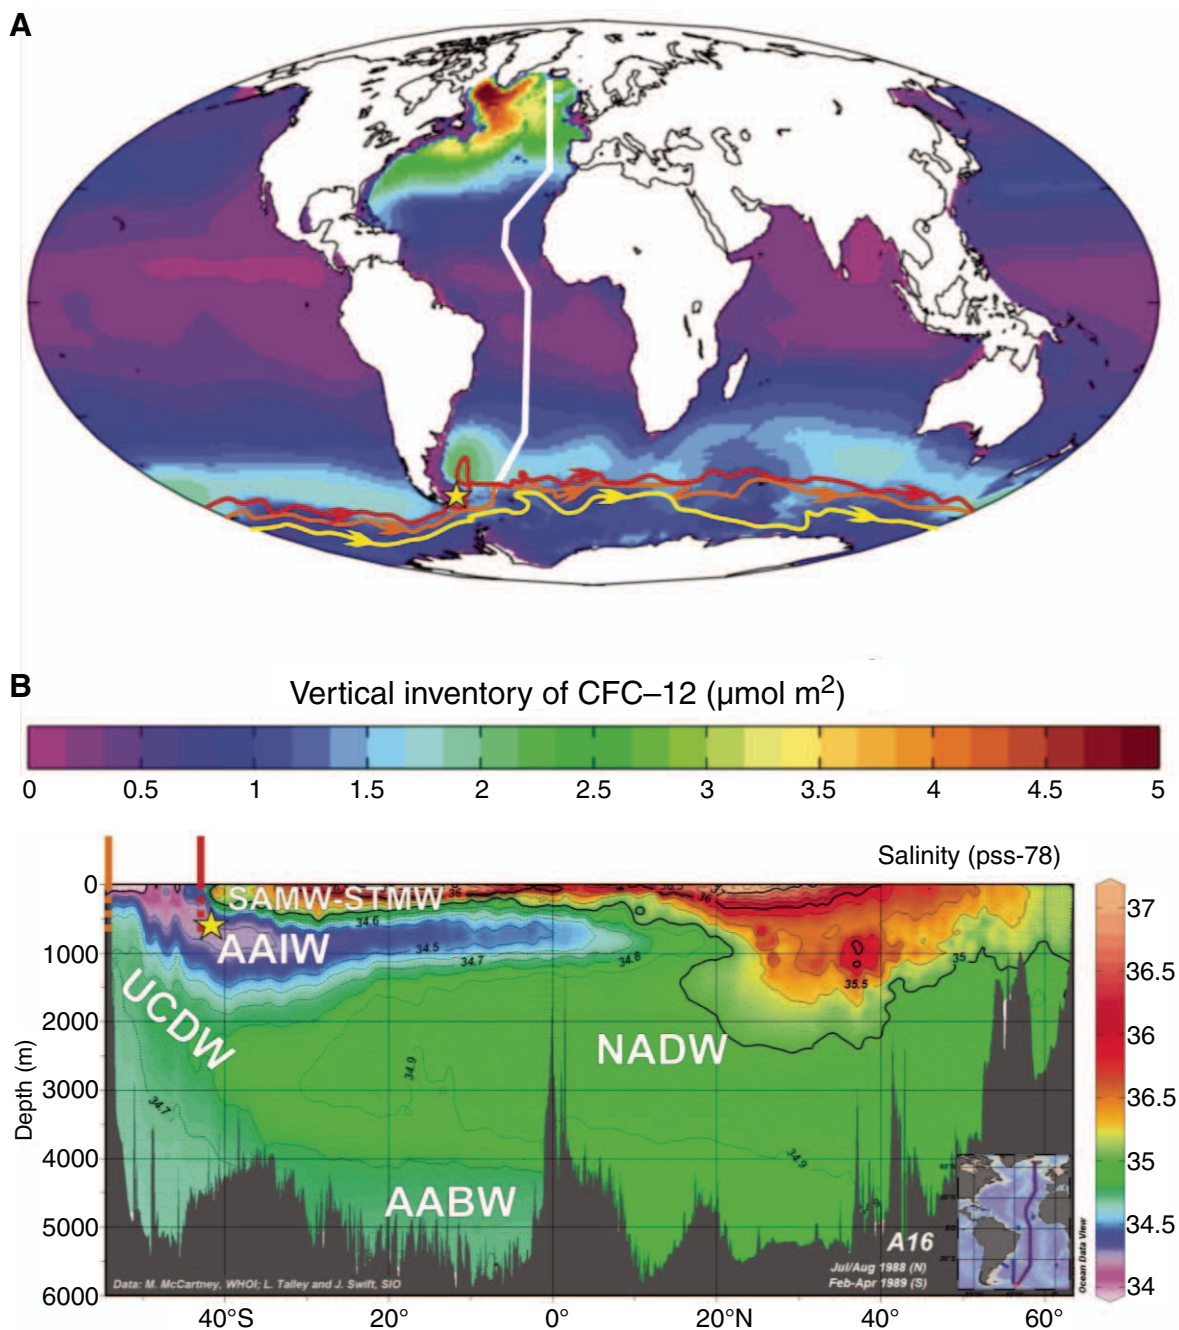 A
B
Vertical inventory of CFC–12 (µmol m2)
0 0.5 1 1.5 2 2.5 3 3.5 4 4.5 5
Salinity (pss-78)
0
1000
2000
3000
4000
5000
6000
Depth (m)
SAMW-STMW
36
34.6
AAIW
34.5
34.7
34.8
35
35.5
UCDW
NADW
34.9
34.7
34.9
AABW
A16
Jul/Aug 1988 (N)
Feb-Apr 1989 (S)
Data: M. McCartney, WHOI; L. Talley and J. Swift, SIO
Ocean Data View
37
36.5
36
36.5
35
34.5
34
40°S 20° 0° 20°N 40° 60°